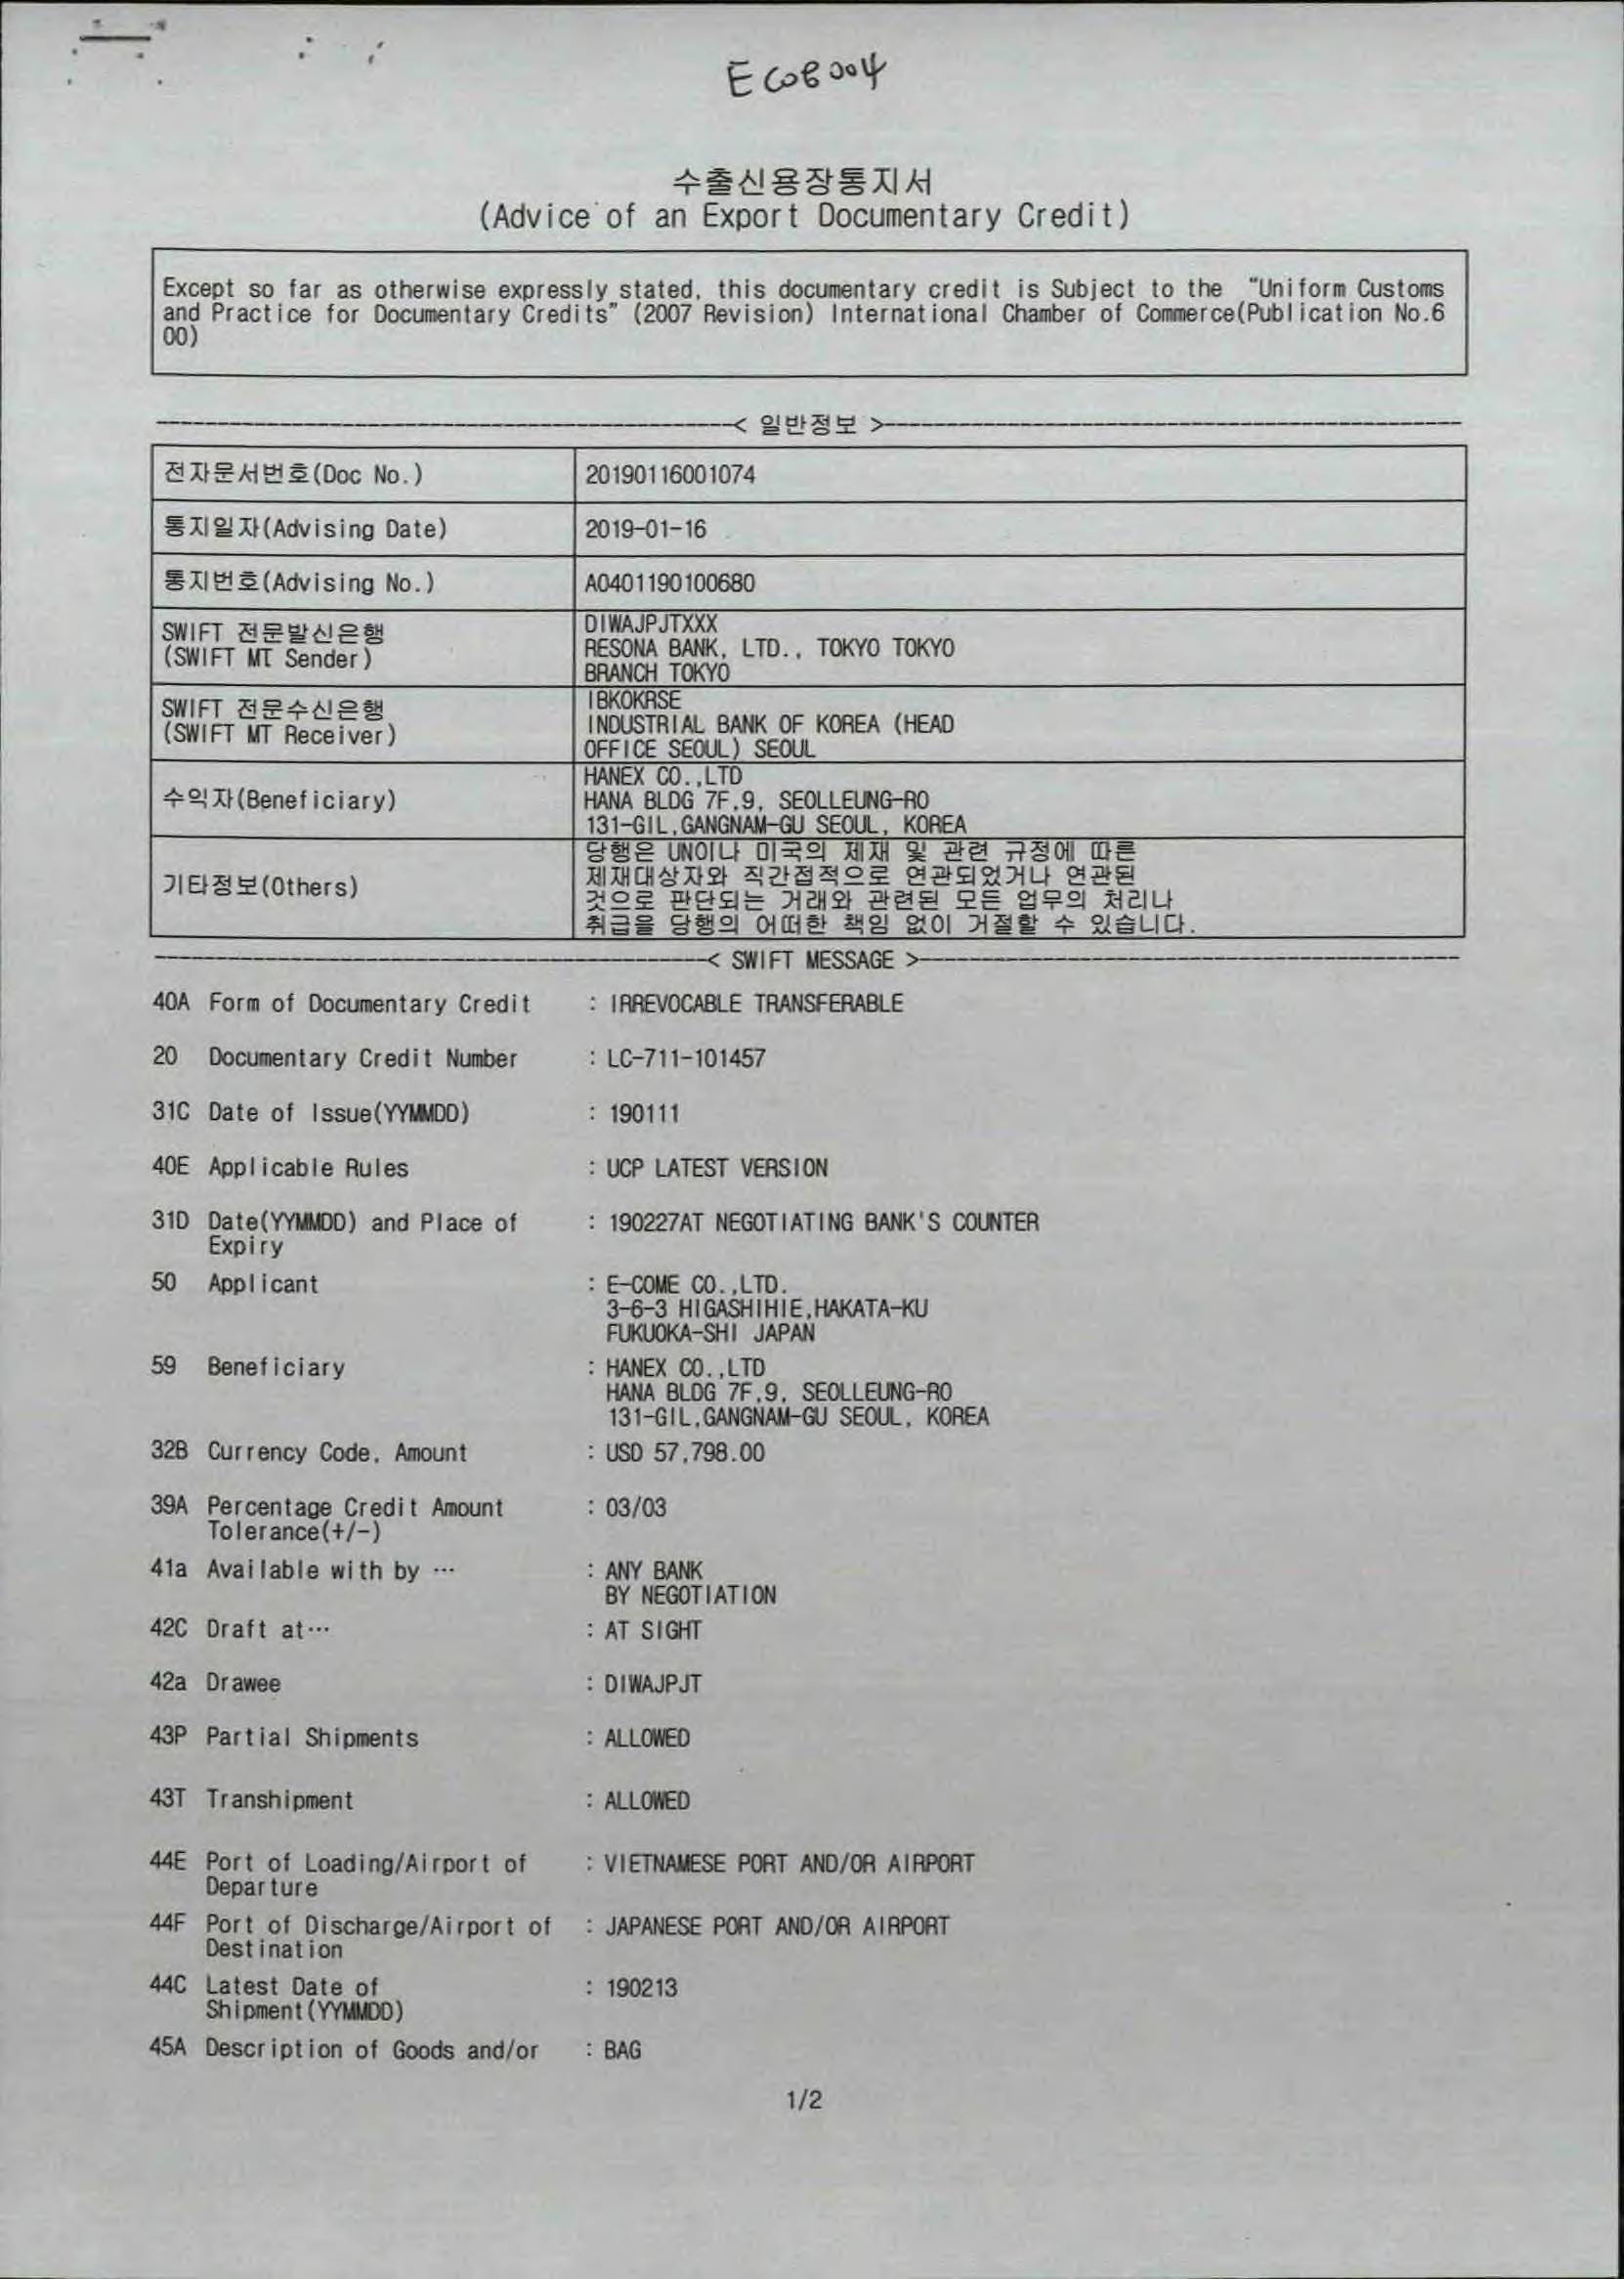 수출신용장통지서
(Advice of an Export Documentary Credit)
Except so far as otherwise expressly stated, this documentary credit is Subject to the "Uniform Customs
and Practice for Documentary Credits" (2007 Revision) International Chamber of Commerce(Publication No.6
00)
< 일반정보 >
전자문서번호(Doc No.) 20190116001074
통지일자(Advising Date) 2019-01-16
통지번호(Advising No.) A0401190100680
SWIFT 전문발신은행
(SWIFT MT Sender)
DIWAJPJTXXX
RESONA BANK, LTD., TOKYO TOKYO
BRANCH TOKYO
SWIFT 전문수신은행
(SWIFT MT Receiver)
IBKOKRSE
INDUSTRIAL BANK OF KOREA (HEAD
OFFICE SEOUL) SEOUL
수익자(Beneficiary)
HANEX CO.,LTD
HANA BLDG 7F,9, SEOLLEUNG-RO
131-GIL,GANGNAM-GU SEOUL, KOREA
기타정보(Others)
당행은 UN이나 미국의 제재 및 관련 규정에 따른
제재대상자와 직간접적으로 연관되었거나 연관된
것으로 판단되는 거래와 관련된 모든 업무의 처리나
취급을 당행의 어떠한 책임 없이 거절할 수 있습니다.
< SWIFT MESSAGE >
40A Form of Documentary Credit : IRREVOCABLE TRANSFERABLE
20 Documentary Credit Number : LC-711-101457
31C Date of Issue(YYMMDD) : 190111
40E Applicable Rules : UCP LATEST VERSION
31D Date(YYMMDD) and Place of : 190227AT NEGOTIATING BANK'S COUNTER
Expiry
50 Applicant : E-COME CO.,LTD.
3-6-3 HIGASHIHIE,HAKATA-KU
FUKUOKA-SHI JAPAN
59 Beneficiary : HANEX CO.,LTD
HANA BLDG 7F,9, SEOLLEUNG-RO
131-GIL,GANGNAM-GU SEOUL, KOREA
32B Currency Code, Amount : USD 57,798.00
39A Percentage Credit Amount : 03/03
Tolerance(+/-)
41a Available with by ··· : ANY BANK
BY NEGOTIATION
42C Draft at··· : AT SIGHT
42a Drawee : DIWAJPJT
43P Partial Shipments : ALLOWED
43T Transhipment : ALLOWED
44E Port of Loading/Airport of : VIETNAMESE PORT AND/OR AIRPORT
Departure
44F Port of Discharge/Airport of : JAPANESE PORT AND/OR AIRPORT
Destination
44C Latest Date of : 190213
Shipment(YYMMDD)
45A Description of Goods and/or : BAG
1/2